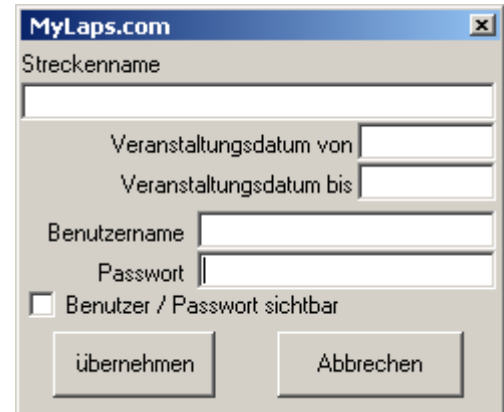 MyLaps.com
Streckenname
Veranstaltungsdatum von
Veranstaltungsdatum bis
Benutzername
Passwort
Benutzer / Passwort sichtbar
übernehmen Abbrechen